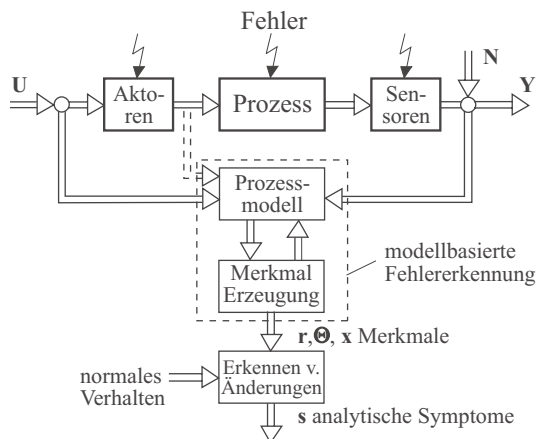 Fehler
N
U
Akto-
ren
Prozess
Sen-
soren
Y
Prozess-
modell
modellbasierte
Fehlererkennung
Merkmal
Erzeugung
r,Θ, x Merkmale
normales
Verhalten
Erkennen v.
Änderungen
s analytische Symptome